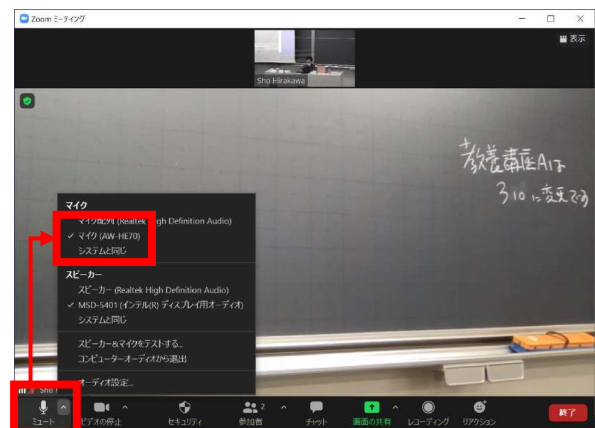 Zoom ミーティング
表示
Sho Hirakawa
教養講座Aは
310に変更です
マイク
マイク配列 (Realtek High Definition Audio)
✓ マイク (AW-HE70)
システムと同じ
スピーカー
スピーカー (Realtek High Definition Audio)
✓ MSD-5401 (インテル(R) ディスプレイ用オーディオ)
システムと同じ
スピーカー&マイクをテストする...
コンピューターオーディオから退出
オーディオ設定...
Sho
ミュート
ビデオの停止
セキュリティ
2
参加者
チャット
画面の共有
レコーディング
リアクション
終了